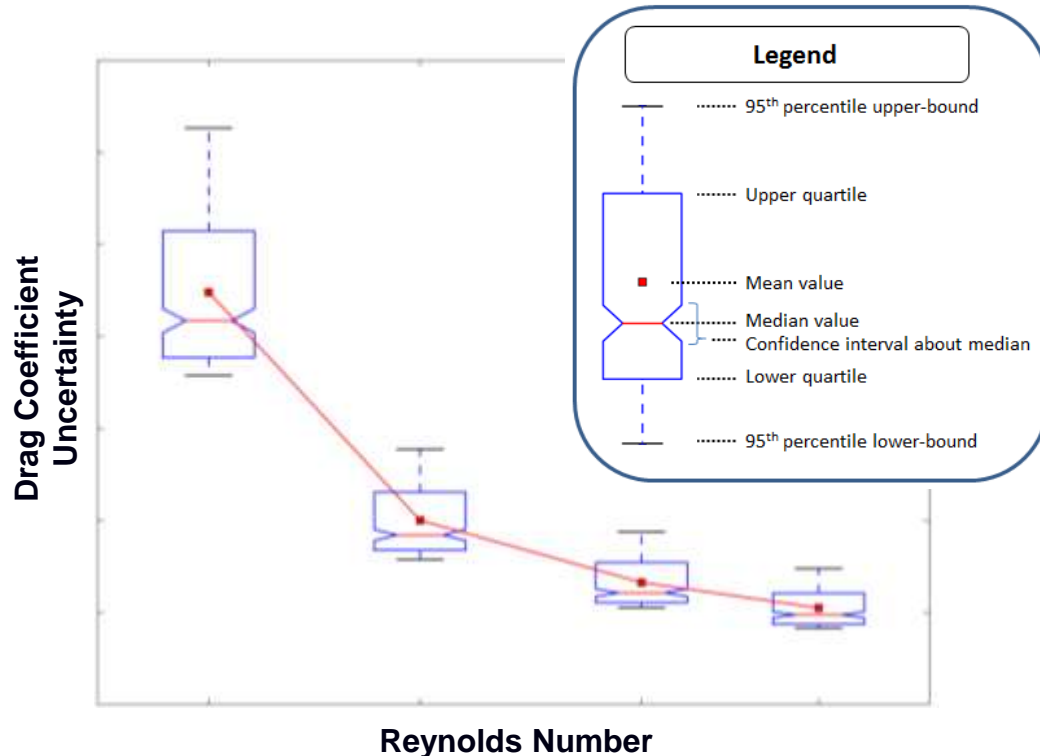 Legend
95th percentile upper-bound
Upper quartile
Mean value
Median value
Confidence interval about median
Lower quartile
95th percentile lower-bound
Drag Coefficient
Uncertainty
Reynolds Number